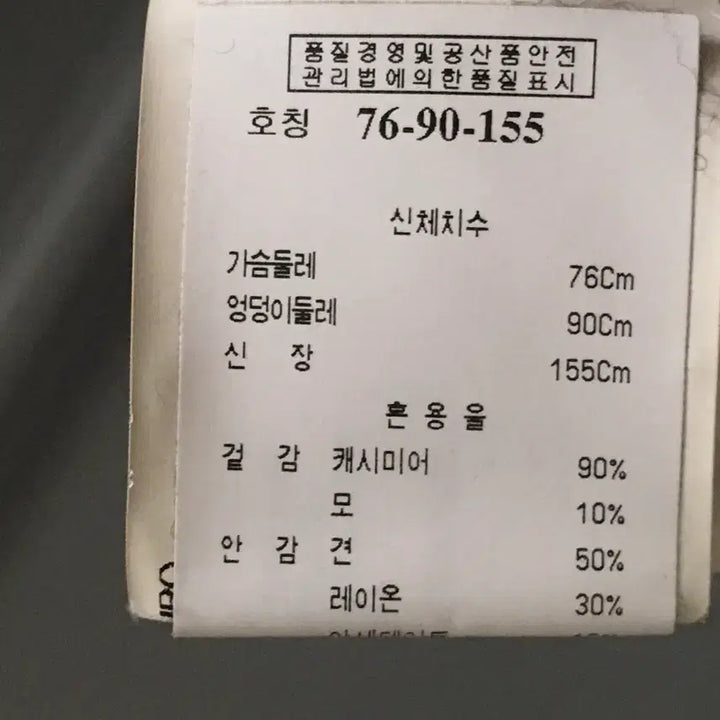 품질경영및공산품안전
관리법에의한품질표시
호칭 76-90-155
신체치수
가슴둘레 76Cm
엉덩이둘레 90Cm
신 장 155Cm
혼 용 율
겉 감 캐시미어 90%
모 10%
안 감 견 50%
레이온 30%